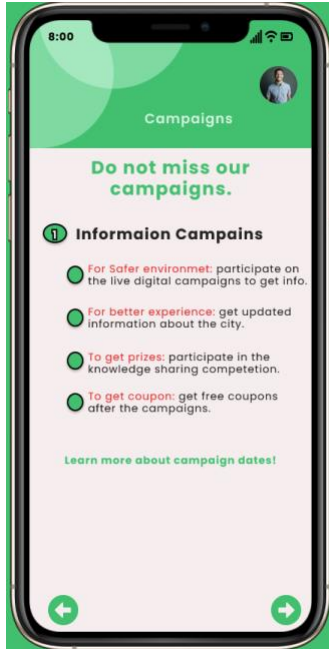 8:00
Campaigns
Do not miss our
campaigns.
1 Informaion Campains
For Safer environmet: participate on
the live digital campaigns to get info.
For better experience: get updated
information about the city.
To get prizes: participate in the
knowledge sharing competetion.
To get coupon: get free coupons
after the campaigns.
Learn more about campaign dates!